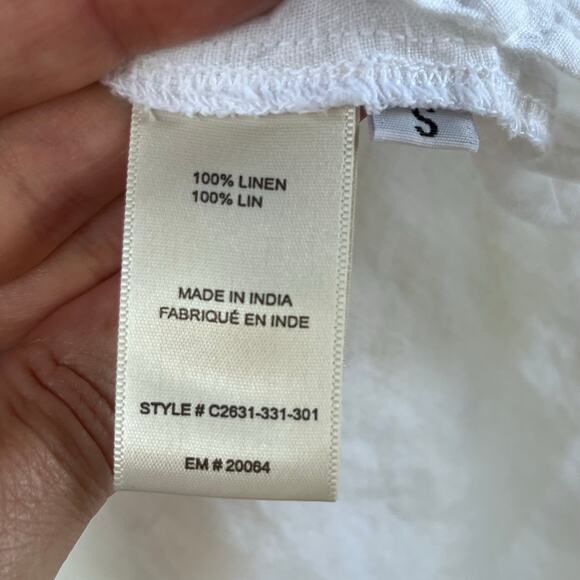 S
100% LINEN
100% LIN
MADE IN INDIA
FABRIQUÉ EN INDE
STYLE # C2631-331-301
EM # 20064